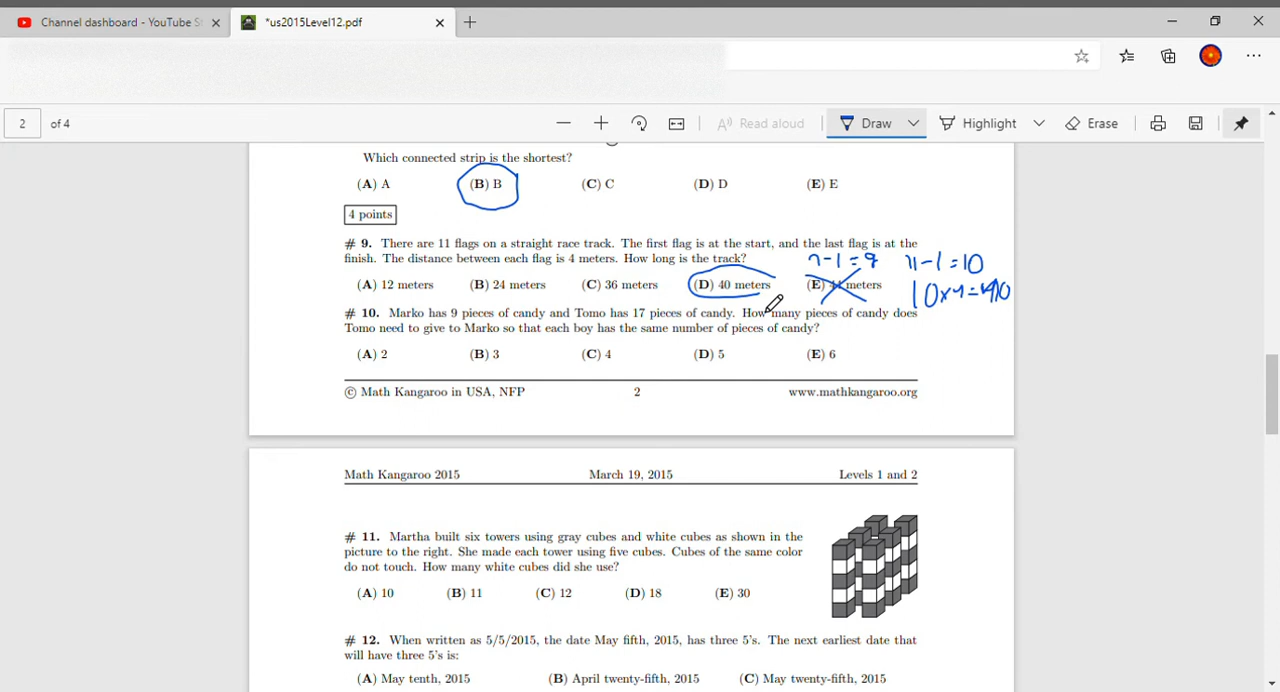 Channel dashboard - YouTube S
*us2015Level12.pdf
2 of 4
Read aloud
Draw
Highlight
Erase
Which connected strip is the shortest?
(A) A (B) B (C) C (D) D (E) E
4 points
# 9. There are 11 flags on a straight race track. The first flag is at the start, and the last flag is at the
finish. The distance between each flag is 4 meters. How long is the track?
11-1=10
(A) 12 meters (B) 24 meters (C) 36 meters (D) 40 meters (E) 44 meters
10×4=40
# 10. Marko has 9 pieces of candy and Tomo has 17 pieces of candy. How many pieces of candy does
Tomo need to give to Marko so that each boy has the same number of pieces of candy?
(A) 2 (B) 3 (C) 4 (D) 5 (E) 6
© Math Kangaroo in USA, NFP 2 www.mathkangaroo.org
Math Kangaroo 2015 March 19, 2015 Levels 1 and 2
# 11. Martha built six towers using gray cubes and white cubes as shown in the
picture to the right. She made each tower using five cubes. Cubes of the same color
do not touch. How many white cubes did she use?
(A) 10 (B) 11 (C) 12 (D) 18 (E) 30
# 12. When written as 5/5/2015, the date May fifth, 2015, has three 5's. The next earliest date that
will have three 5's is:
(A) May tenth, 2015 (B) April twenty-fifth, 2015 (C) May twenty-fifth, 2015